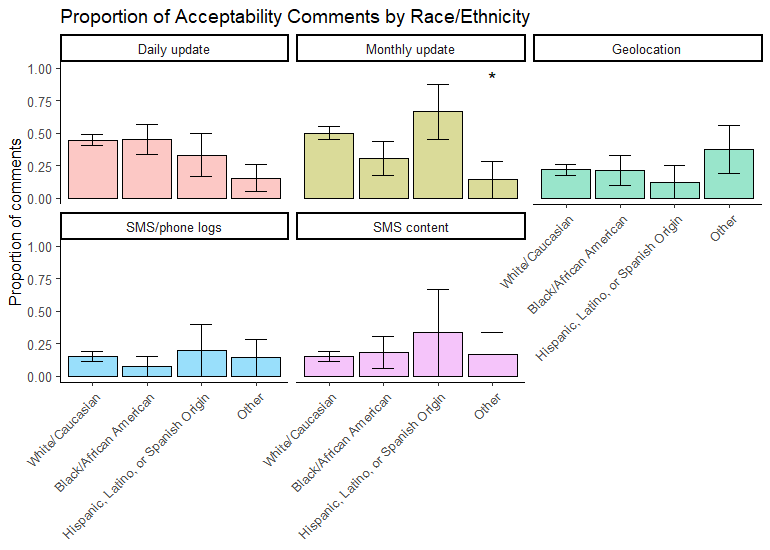 Proportion of Acceptability Comments by Race/Ethnicity
Daily update
Monthly update
Geolocation
Proportion of comments
1.00
0.75
0.50
0.25
0.00
*
SMS/phone logs
SMS content
1.00
0.75
0.50
0.25
0.00
White/Caucasian
Black/African American
Hispanic, Latino, or Spanish Origin
Other
White/Caucasian
Black/African American
Hispanic, Latino, or Spanish Origin
Other
White/Caucasian
Black/African American
Hispanic, Latino, or Spanish Origin
Other